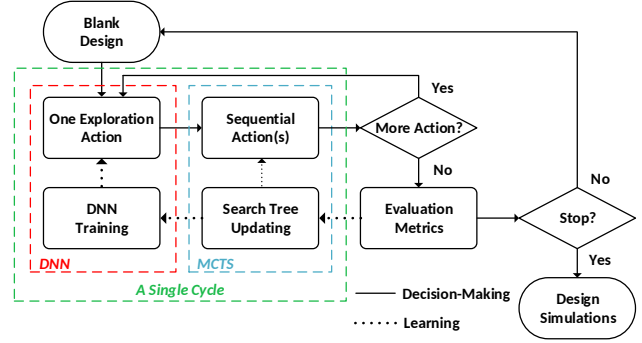 Blank
Design
Yes
One Exploration
Action
Sequential
Action(s)
More Action?
No
No
DNN
Training
Search Tree
Updating
Evaluation
Metrics
Stop?
DNN
MCTS
Yes
A Single Cycle
Decision-Making
Design
Simulations
Learning